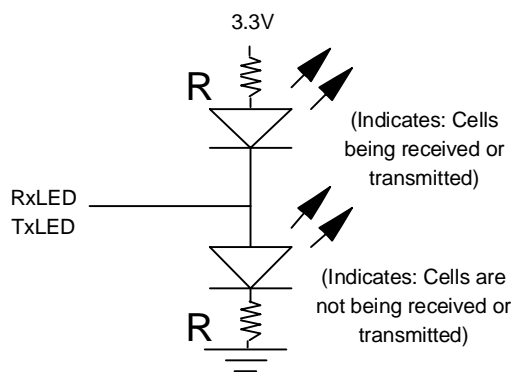 3.3V
R
(Indicates: Cells
being received or
transmitted)
RxLED
TxLED
(Indicates: Cells are
not being received or
transmitted)
R